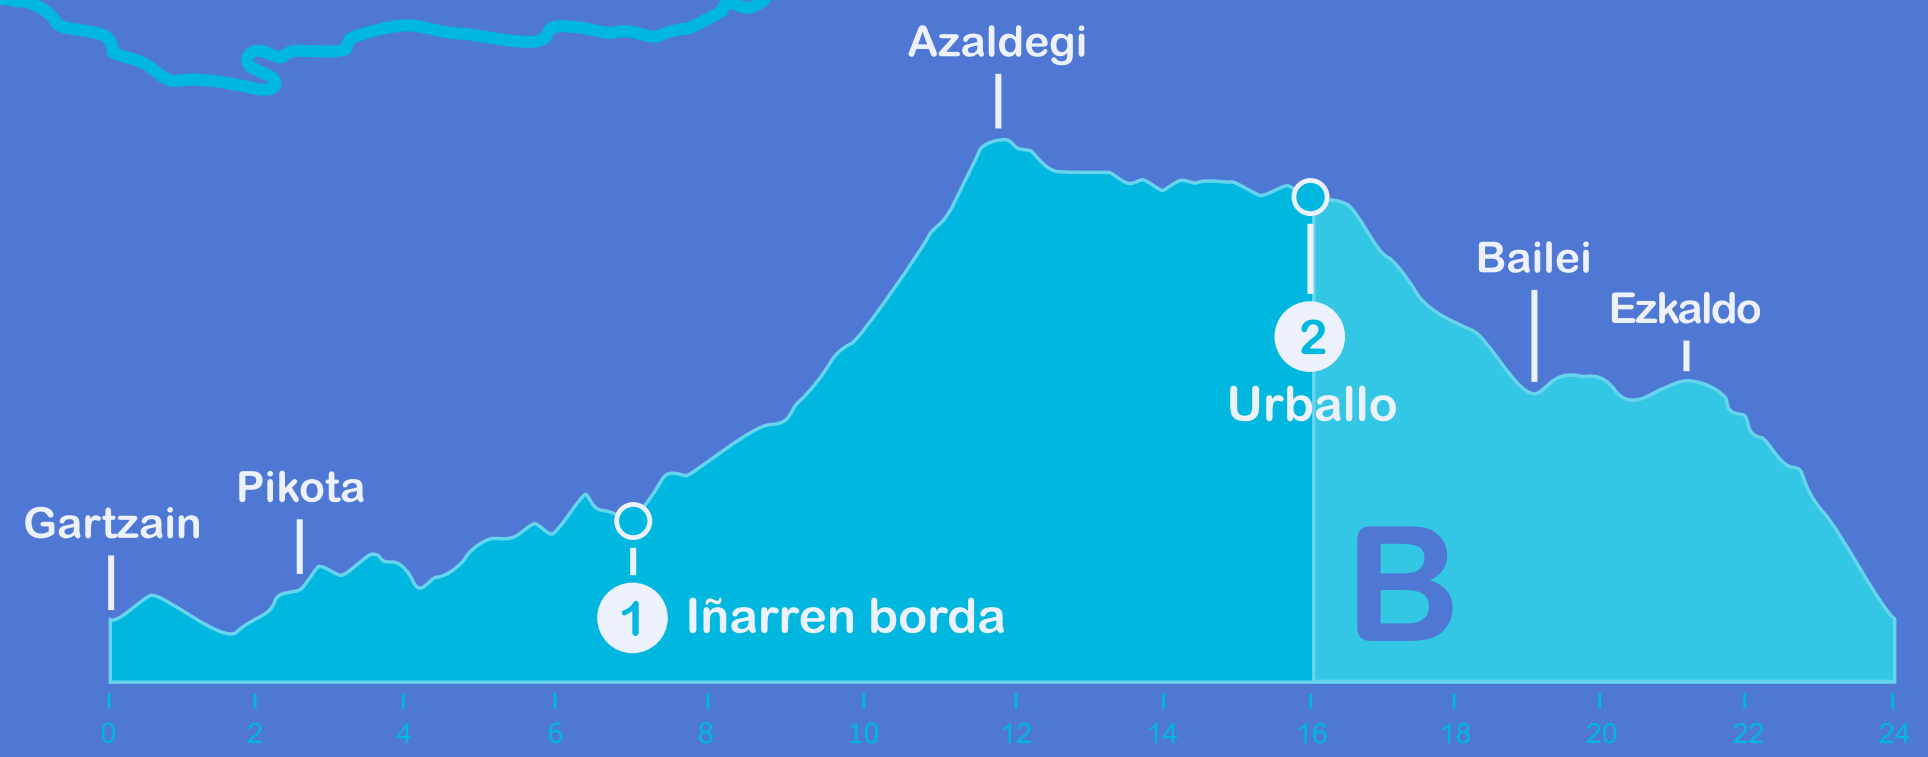 Azaldegi
Bailei
Ezkaldo
2
Urballo
Pikota
Gartzain
1 Iñarren borda
B
0 2 4 6 8 10 12 14 16 18 20 22 24